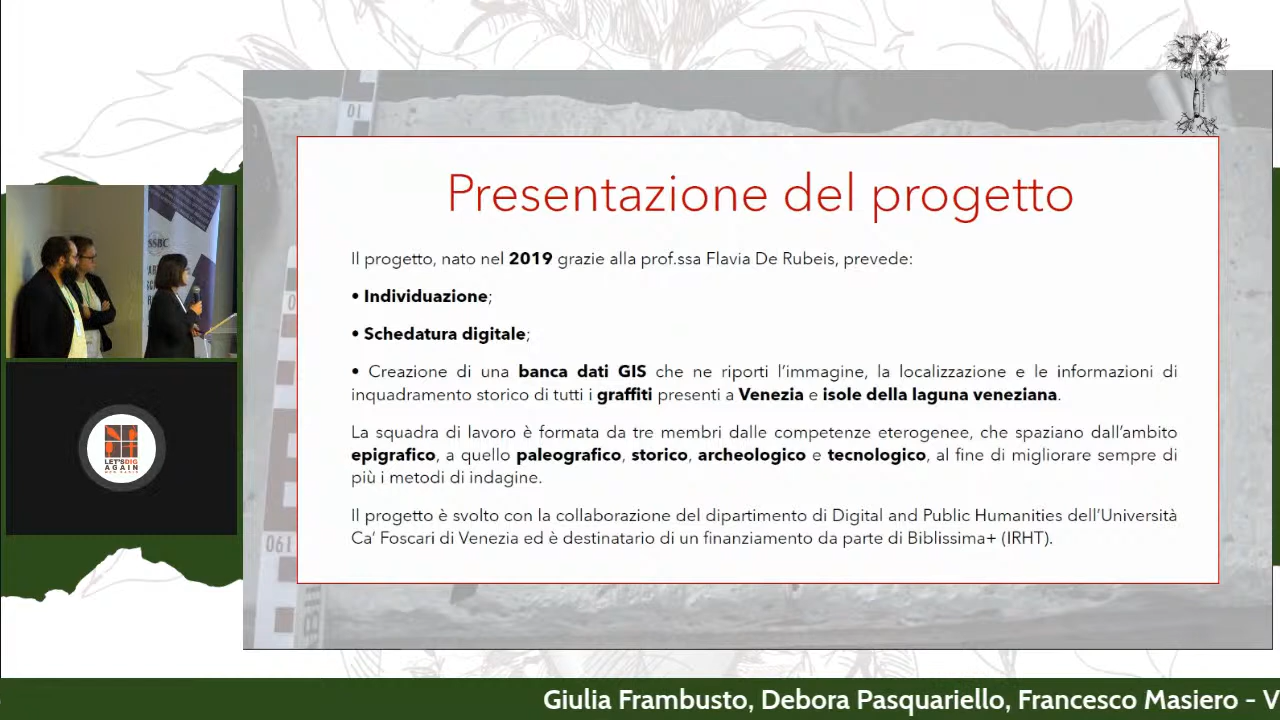 01
Presentazione del progetto
Il progetto, nato nel 2019 grazie alla prof.ssa Flavia De Rubeis, prevede:
• Individuazione;
• Schedatura digitale;
• Creazione di una banca dati GIS che ne riporti l'immagine, la localizzazione e le informazioni di
inquadramento storico di tutti i graffiti presenti a Venezia e isole della laguna veneziana.
La squadra di lavoro è formata da tre membri dalle competenze eterogenee, che spaziano dall'ambito
epigrafico, a quello paleografico, storico, archeologico e tecnologico, al fine di migliorare sempre di
più i metodi di indagine.
Il progetto è svolto con la collaborazione del dipartimento di Digital and Public Humanities dell'Università
Ca' Foscari di Venezia ed è destinatario di un finanziamento da parte di Biblissima+ (IRHT).
061
SSBC
LET'S DIG
AGAIN
Giulia Frambusto, Debora Pasquariello, Francesco Masiero - V